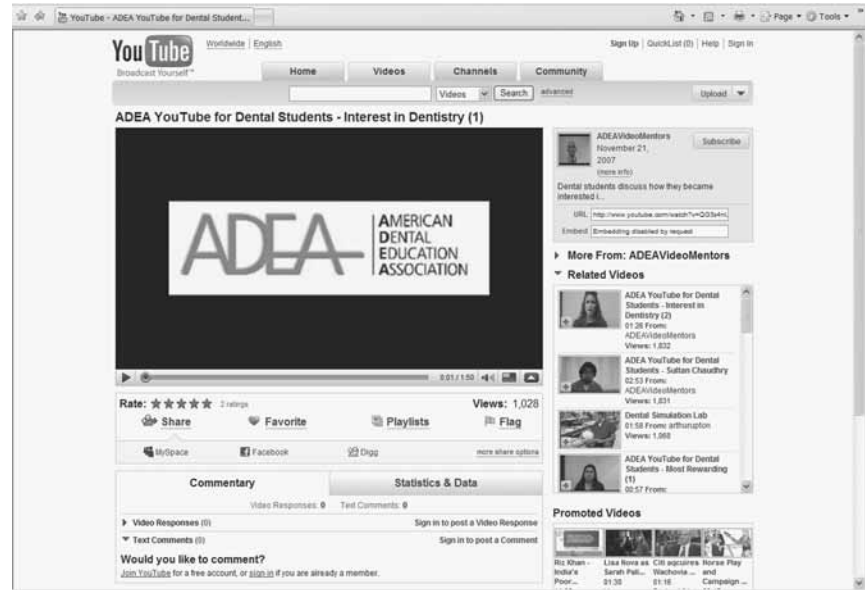 YouTube - ADEA YouTube for Dental Student...
Page
Tools
YouTube
Broadcast Yourself™
Worldwide | English
Sign Up | QuickList (0) | Help | Sign In
Home
Videos
Channels
Community
Videos
Search
advanced
Upload
ADEA YouTube for Dental Students - Interest in Dentistry (1)
ADEA
AMERICAN
DENTAL
EDUCATION
ASSOCIATION
0:01 / 1:50
Rate:
2 ratings
Views: 1,028
Share
Favorite
Playlists
Flag
MySpace
Facebook
Digg
more share options
Commentary
Statistics & Data
Video Responses: 0 Text Comments: 0
Video Responses (0)
Sign in to post a Video Response
Text Comments (0)
Sign in to post a Comment
Would you like to comment?
Join YouTube for a free account, or sign in if you are already a member.
ADEAVideoMentors
November 21,
2007
(more info)
Subscribe
Dental students discuss how they became
interested i...
URL
Embed Embedding disabled by request
More From: ADEAVideoMentors
Related Videos
ADEA YouTube for Dental
Students - Interest in
Dentistry (2)
01:26 From:
ADEAVideoMentors
Views: 1,832
ADEA YouTube for Dental
Students - Sultan Chaudhry
02:53 From:
ADEAVideoMentors
Views: 1,831
Dental Simulation Lab
01:58 From: arthurupton
Views: 1,068
ADEA YouTube for Dental
Students - Most Rewarding
(1)
00:57 From:
Promoted Videos
Riz Khan -
India's
Poor...
Lisa Nova as
Sarah Pali...
01:38
Citi aqcuires
Wachovia ...
01:16
Horse Play
and
Campaign ...